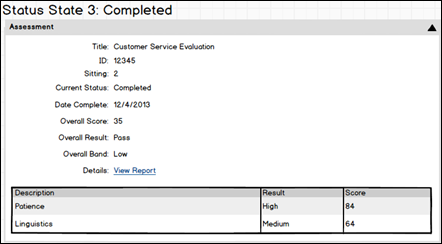 Status State 3: Completed
Assessment
Title: Customer Service Evaluation
ID: 12345
Sitting: 2
Current Status: Completed
Date Complete: 12/4/2013
Overall Score: 35
Overall Result: Pass
Overall Band: Low
Details: View Report
Description Result Score
Patience High 84
Linguistics Medium 64